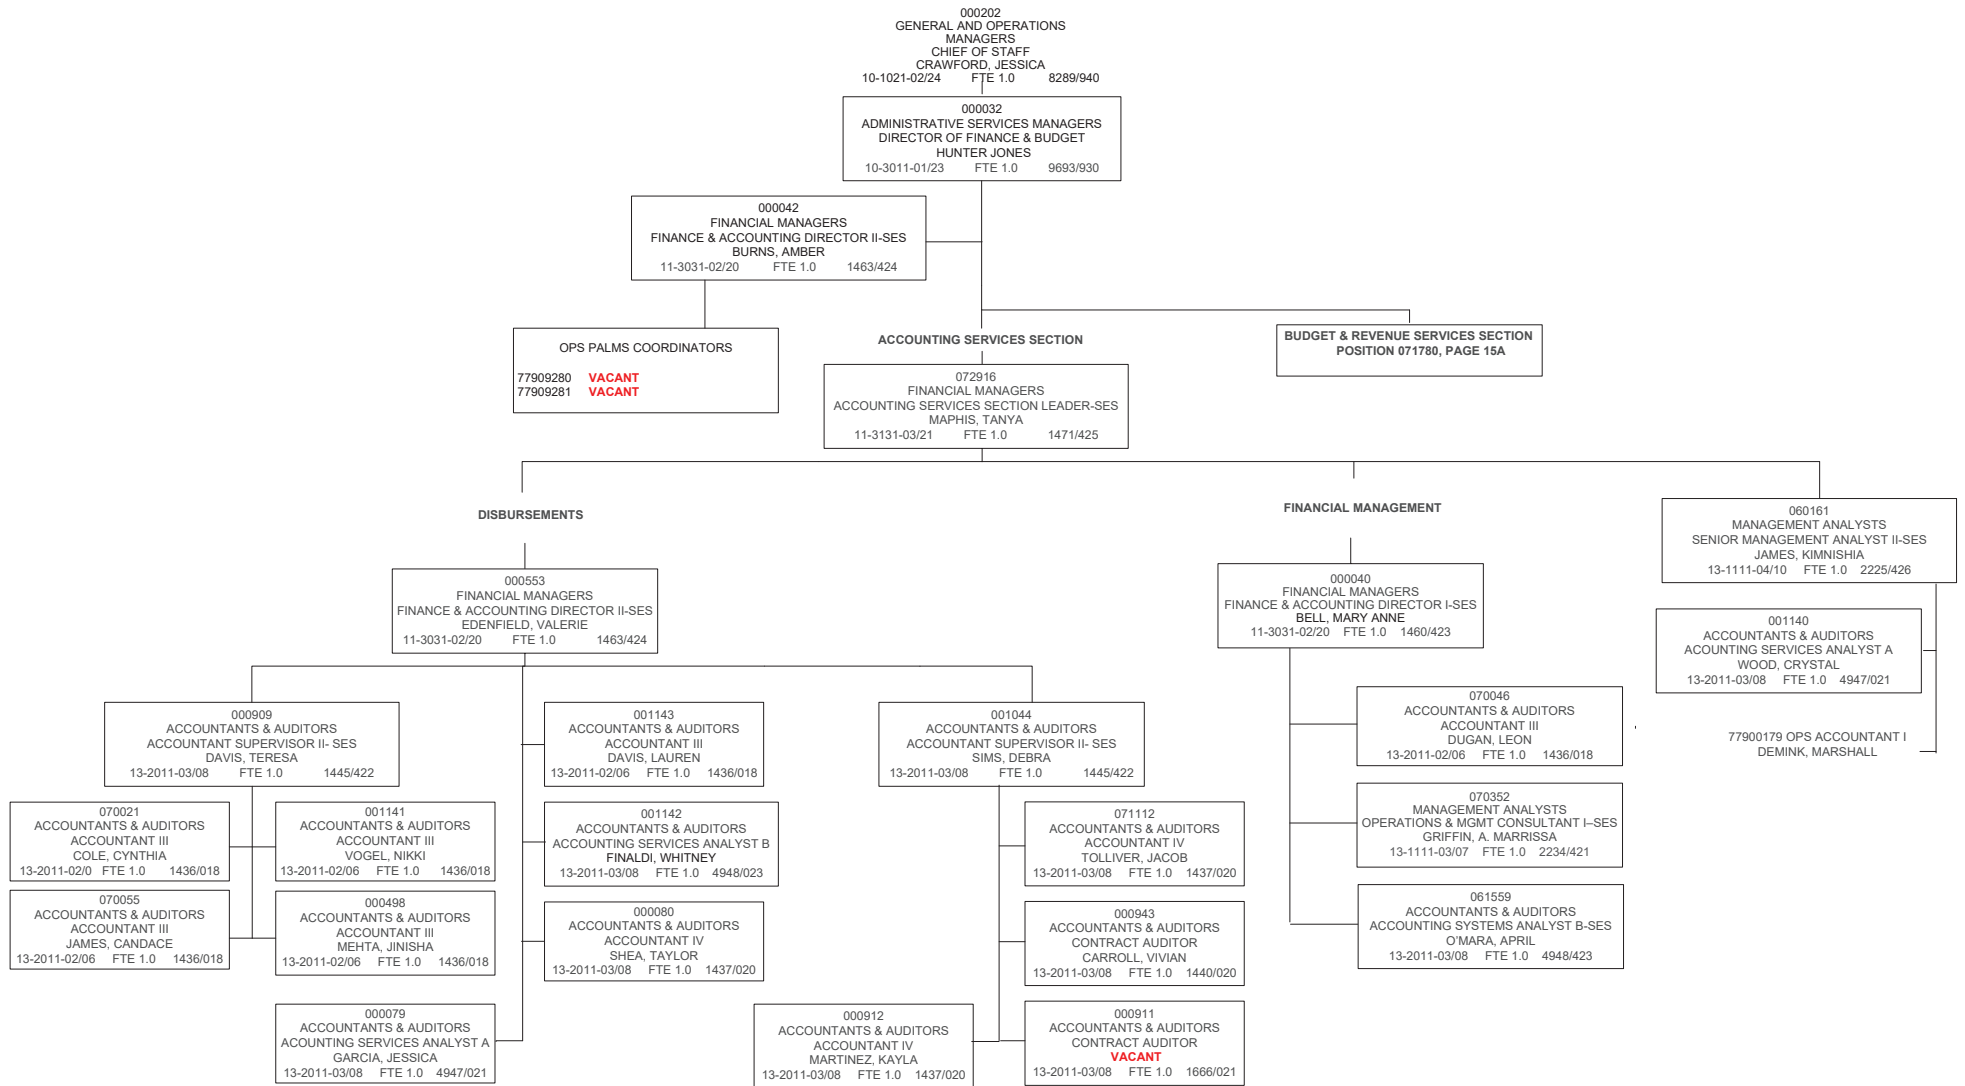 000202
GENERAL AND OPERATIONS
MANAGERS
CHIEF OF STAFF
CRAWFORD, JESSICA
10-1021-02/24 FTE 1.0 8289/940
000032
ADMINISTRATIVE SERVICES MANAGERS
DIRECTOR OF FINANCE & BUDGET
HUNTER JONES
10-3011-01/23 FTE 1.0 9693/930
000042
FINANCIAL MANAGERS
FINANCE & ACCOUNTING DIRECTOR II-SES
BURNS, AMBER
11-3031-02/20 FTE 1.0 1463/424
OPS PALMS COORDINATORS
77909280 VACANT
77909281 VACANT
ACCOUNTING SERVICES SECTION
BUDGET & REVENUE SERVICES SECTION
POSITION 071780, PAGE 15A
072916
FINANCIAL MANAGERS
ACCOUNTING SERVICES SECTION LEADER-SES
MAPHIS, TANYA
11-3131-03/21 FTE 1.0 1471/425
DISBURSEMENTS
000553
FINANCIAL MANAGERS
FINANCE & ACCOUNTING DIRECTOR II-SES
EDENFIELD, VALERIE
11-3031-02/20 FTE 1.0 1463/424
000909
ACCOUNTANTS & AUDITORS
ACCOUNTANT SUPERVISOR II- SES
DAVIS, TERESA
13-2011-03/08 FTE 1.0 1445/422
070021
ACCOUNTANTS & AUDITORS
ACCOUNTANT III
COLE, CYNTHIA
13-2011-02/0 FTE 1.0 1436/018
001141
ACCOUNTANTS & AUDITORS
ACCOUNTANT III
VOGEL, NIKKI
13-2011-02/06 FTE 1.0 1436/018
070055
ACCOUNTANTS & AUDITORS
ACCOUNTANT III
JAMES, CANDACE
13-2011-02/06 FTE 1.0 1436/018
000498
ACCOUNTANTS & AUDITORS
ACCOUNTANT III
MEHTA, JINISHA
13-2011-02/06 FTE 1.0 1436/018
001143
ACCOUNTANTS & AUDITORS
ACCOUNTANT III
DAVIS, LAUREN
13-2011-02/06 FTE 1.0 1436/018
001142
ACCOUNTANTS & AUDITORS
ACCOUNTING SERVICES ANALYST B
FINALDI, WHITNEY
13-2011-03/08 FTE 1.0 4948/023
000080
ACCOUNTANTS & AUDITORS
ACCOUNTANT IV
SHEA, TAYLOR
13-2011-03/08 FTE 1.0 1437/020
000079
ACCOUNTANTS & AUDITORS
ACOUNTING SERVICES ANALYST A
GARCIA, JESSICA
13-2011-03/08 FTE 1.0 4947/021
001044
ACCOUNTANTS & AUDITORS
ACCOUNTANT SUPERVISOR II- SES
SIMS, DEBRA
13-2011-03/08 FTE 1.0 1445/422
071112
ACCOUNTANTS & AUDITORS
ACCOUNTANT IV
TOLLIVER, JACOB
13-2011-03/08 FTE 1.0 1437/020
000943
ACCOUNTANTS & AUDITORS
CONTRACT AUDITOR
CARROLL, VIVIAN
13-2011-03/08 FTE 1.0 1440/020
000912
ACCOUNTANTS & AUDITORS
ACCOUNTANT IV
MARTINEZ, KAYLA
13-2011-03/08 FTE 1.0 1437/020
000911
ACCOUNTANTS & AUDITORS
CONTRACT AUDITOR
VACANT
13-2011-03/08 FTE 1.0 1666/021
FINANCIAL MANAGEMENT
000040
FINANCIAL MANAGERS
FINANCE & ACCOUNTING DIRECTOR I-SES
BELL, MARY ANNE
11-3031-02/20 FTE 1.0 1460/423
070046
ACCOUNTANTS & AUDITORS
ACCOUNTANT III
DUGAN, LEON
13-2011-02/06 FTE 1.0 1436/018
070352
MANAGEMENT ANALYSTS
OPERATIONS & MGMT CONSULTANT I–SES
GRIFFIN, A. MARRISSA
13-1111-03/07 FTE 1.0 2234/421
061559
ACCOUNTANTS & AUDITORS
ACCOUNTING SYSTEMS ANALYST B-SES
O'MARA, APRIL
13-2011-03/08 FTE 1.0 4948/423
060161
MANAGEMENT ANALYSTS
SENIOR MANAGEMENT ANALYST II-SES
JAMES, KIMNISHIA
13-1111-04/10 FTE 1.0 2225/426
001140
ACCOUNTANTS & AUDITORS
ACOUNTING SERVICES ANALYST A
WOOD, CRYSTAL
13-2011-03/08 FTE 1.0 4947/021
77900179 OPS ACCOUNTANT I
DEMINK, MARSHALL